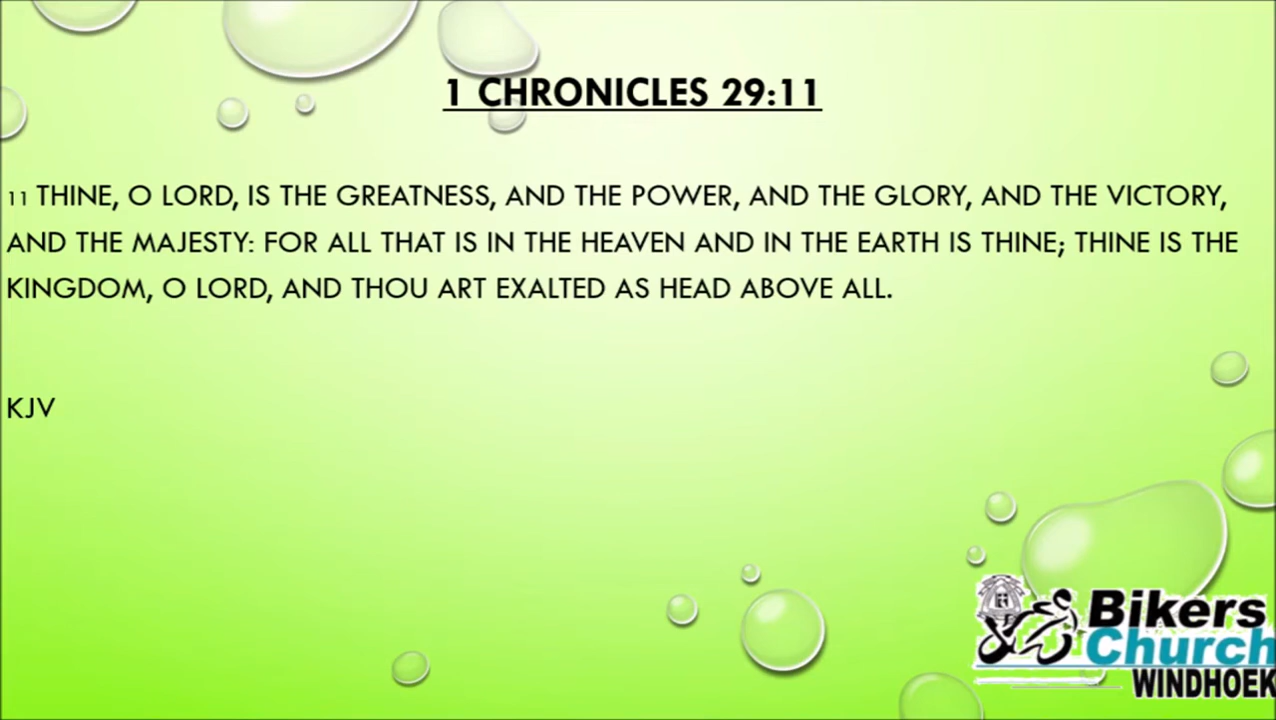 1 CHRONICLES 29:11
11 THINE, O LORD, IS THE GREATNESS, AND THE POWER, AND THE GLORY, AND THE VICTORY,
AND THE MAJESTY: FOR ALL THAT IS IN THE HEAVEN AND IN THE EARTH IS THINE; THINE IS THE
KINGDOM, O LORD, AND THOU ART EXALTED AS HEAD ABOVE ALL.
KJV
Bikers
Church
WINDHOEK